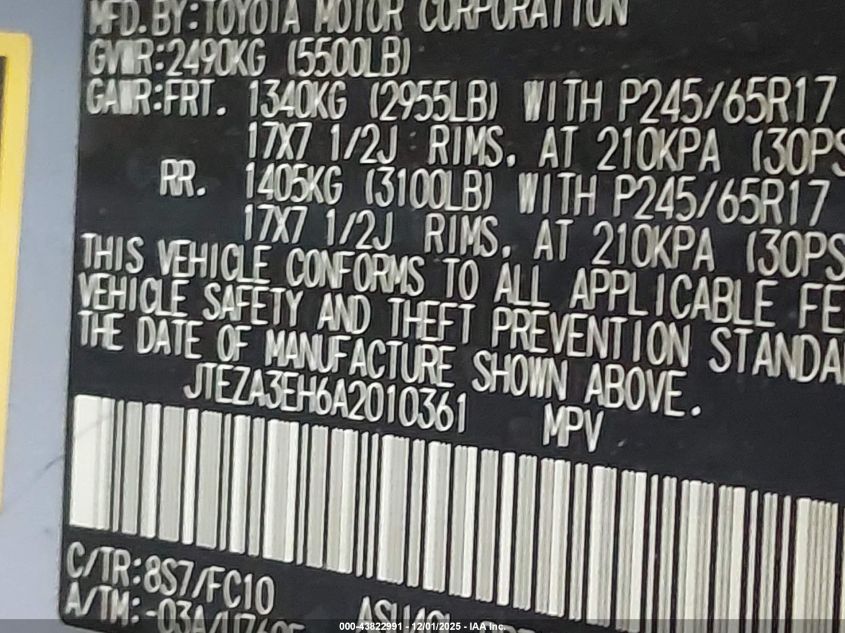 MFD. BY: TOYOTA MOTOR CORPORATION
GVWR: 2490KG (5500LB)
GAWR: FRT. 1340KG (2955LB) WITH P245/65R17
17X7 1/2J RIMS, AT 210KPA (30PS
RR. 1405KG (3100LB) WITH P245/65R17
17X7 1/2J RIMS, AT 210KPA (30PS
THIS VEHICLE CONFORMS TO ALL APPLICABLE FE
VEHICLE SAFETY AND THEFT PREVENTION STANDA
THE DATE OF MANUFACTURE SHOWN ABOVE.
JTEZA3EH6A2010361 MPV
C/TR: 8S7/FC10
A/TM: -03A/
000-43822991 - 12/01/2025 - IAA, Inc.